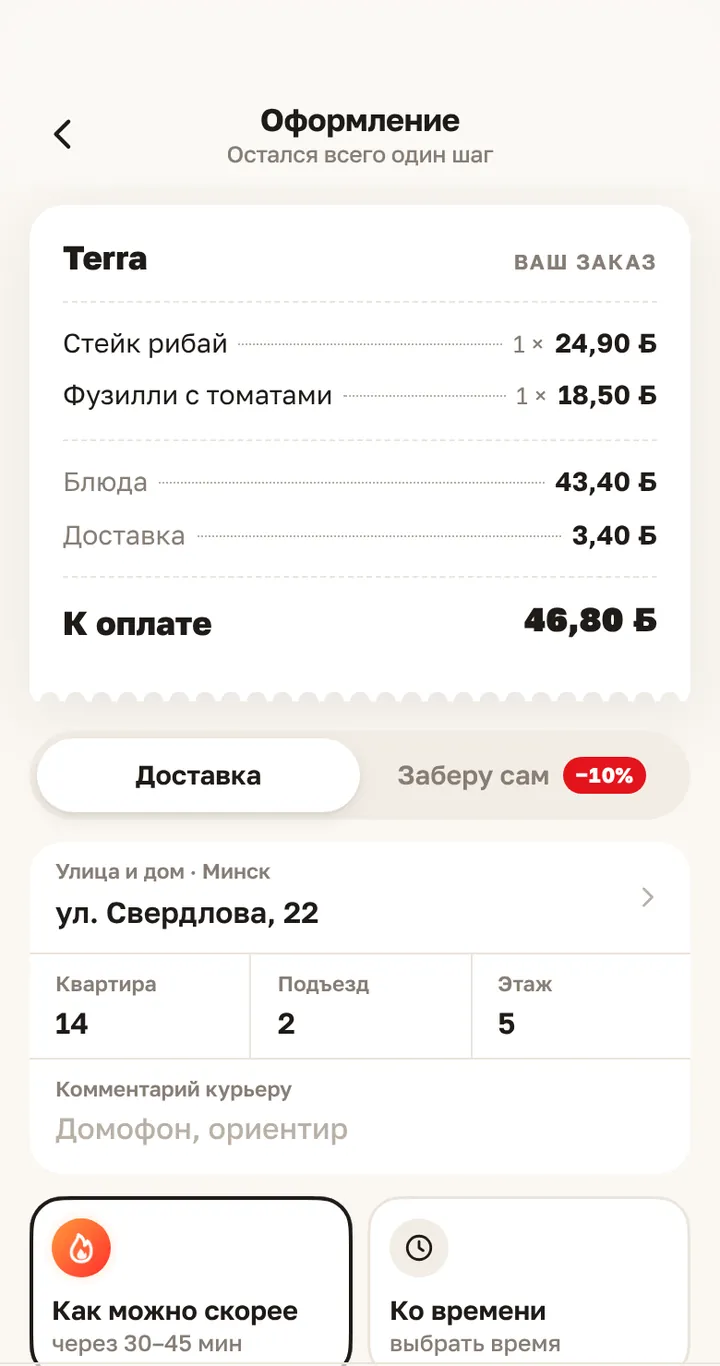 Оформление
Остался всего один шаг
Terra ВАШ ЗАКАЗ
Стейк рибай 1 × 24,90 Б
Фузилли с томатами 1 × 18,50 Б
Блюда 43,40 Б
Доставка 3,40 Б
К оплате 46,80 Б
Доставка Заберу сам −10%
Улица и дом · Минск
ул. Свердлова, 22
Квартира Подъезд Этаж
14 2 5
Комментарий курьеру
Домофон, ориентир
Как можно скорее Ко времени
через 30–45 мин выбрать время